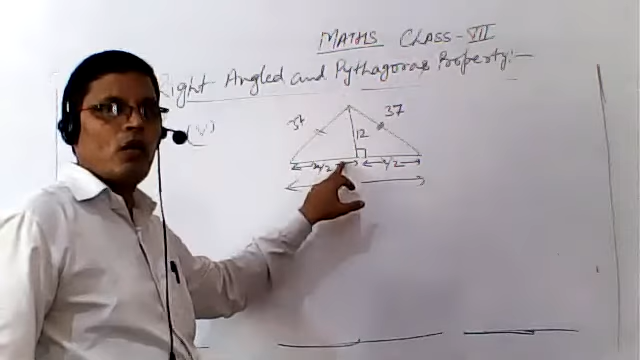 MATHS CLASS-VII
Right Angled and Pythagoras Property:-
(V)
37 37
12
x/2 x/2